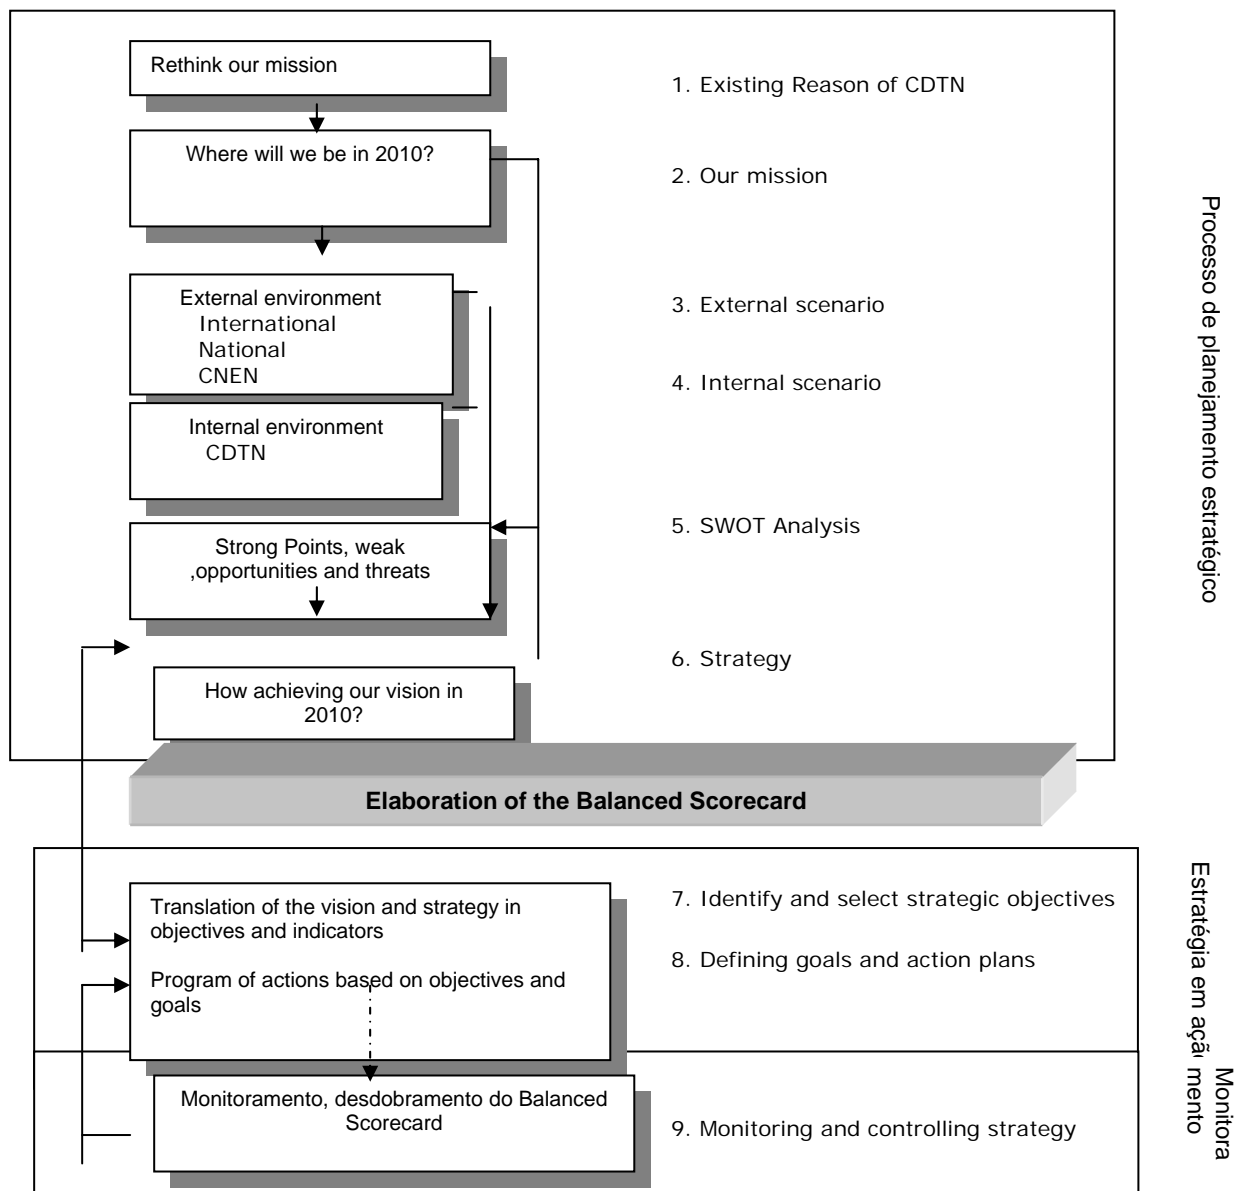 Rethink our mission
1. Existing Reason of CDTN
Where will we be in 2010?
2. Our mission
External environment
International
National
CNEN
3. External scenario
4. Internal scenario
Internal environment
CDTN
Strong Points, weak
,opportunities and threats
5. SWOT Analysis
6. Strategy
How achieving our vision in
2010?
Processo de planejamento estratégico
Elaboration of the Balanced Scorecard
Translation of the vision and strategy in
objectives and indicators
Program of actions based on objectives and
goals
7. Identify and select strategic objectives
8. Defining goals and action plans
Estratégia em açã
Monitoramento, desdobramento do Balanced
Scorecard
9. Monitoring and controlling strategy
Monitora
mento